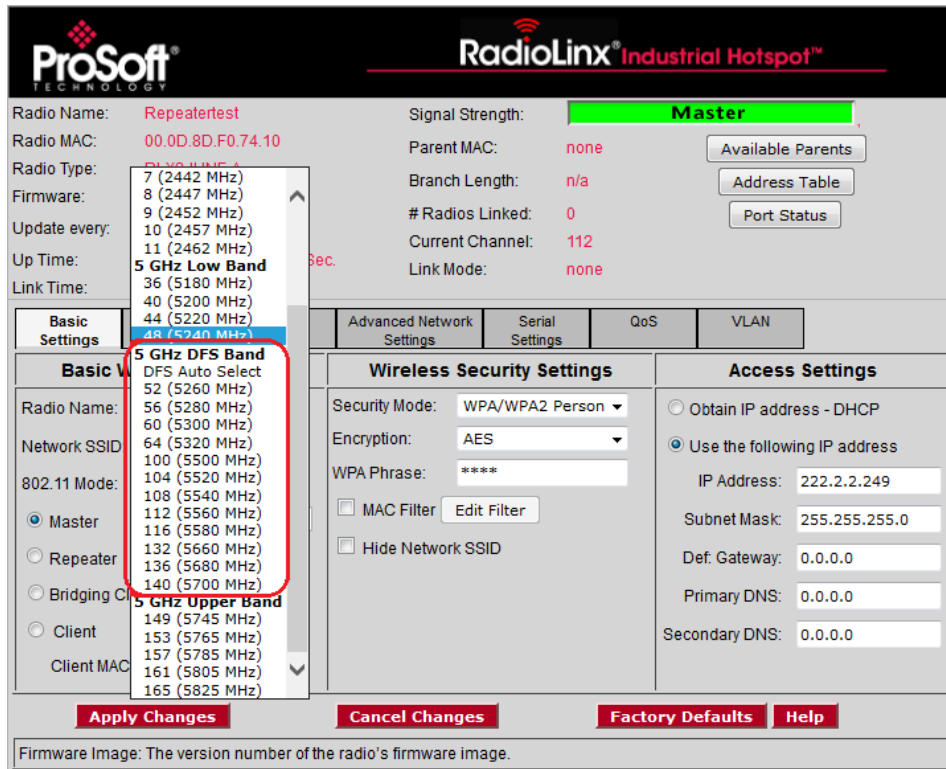 ProSoft®
TECHNOLOGY
RadioLinx® Industrial Hotspot™
Radio Name: Repeatertest
Radio MAC: 00.0D.8D.F0.74.10
Radio Type:
Firmware:
Update every:
Up Time: Sec.
Link Time:
Signal Strength: Master
Parent MAC: none
Branch Length: n/a
# Radios Linked: 0
Current Channel: 112
Link Mode: none
Available Parents
Address Table
Port Status
7 (2442 MHz)
8 (2447 MHz)
9 (2452 MHz)
10 (2457 MHz)
11 (2462 MHz)
5 GHz Low Band
36 (5180 MHz)
40 (5200 MHz)
44 (5220 MHz)
48 (5240 MHz)
5 GHz DFS Band
DFS Auto Select
52 (5260 MHz)
56 (5280 MHz)
60 (5300 MHz)
64 (5320 MHz)
100 (5500 MHz)
104 (5520 MHz)
108 (5540 MHz)
112 (5560 MHz)
116 (5580 MHz)
132 (5660 MHz)
136 (5680 MHz)
140 (5700 MHz)
5 GHz Upper Band
149 (5745 MHz)
153 (5765 MHz)
157 (5785 MHz)
161 (5805 MHz)
165 (5825 MHz)
Basic
Settings
Advanced Network
Settings
Serial
Settings
QoS
VLAN
Basic
Radio Name:
Network SSID
802.11 Mode:
Master
Repeater
Bridging
Client
Client MAC
Wireless Security Settings
Security Mode: WPA/WPA2 Person
Encryption: AES
WPA Phrase: ****
MAC Filter Edit Filter
Hide Network SSID
Access Settings
Obtain IP address - DHCP
Use the following IP address
IP Address: 222.2.2.249
Subnet Mask: 255.255.255.0
Def. Gateway: 0.0.0.0
Primary DNS: 0.0.0.0
Secondary DNS: 0.0.0.0
Apply Changes
Cancel Changes
Factory Defaults
Help
Firmware Image: The version number of the radio's firmware image.